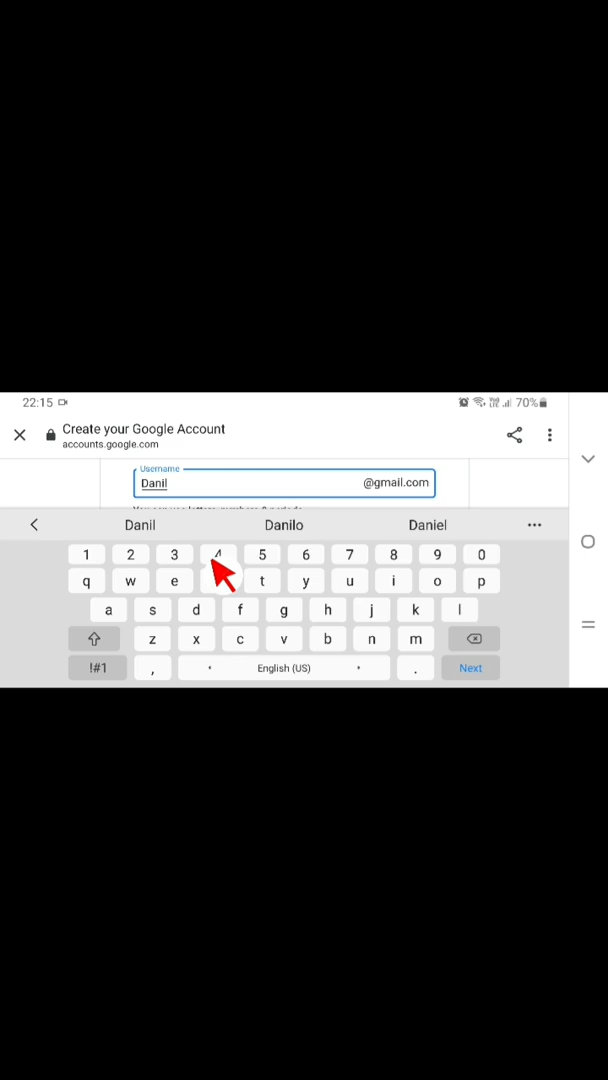 22:15 70%
Create your Google Account
accounts.google.com
Username
Danil @gmail.com
Danil Danilo Daniel
1 2 3 4 5 6 7 8 9 0
q w e t y u i o p
a s d f g h j k l
z x c v b n m
!#1 , English (US) . Next